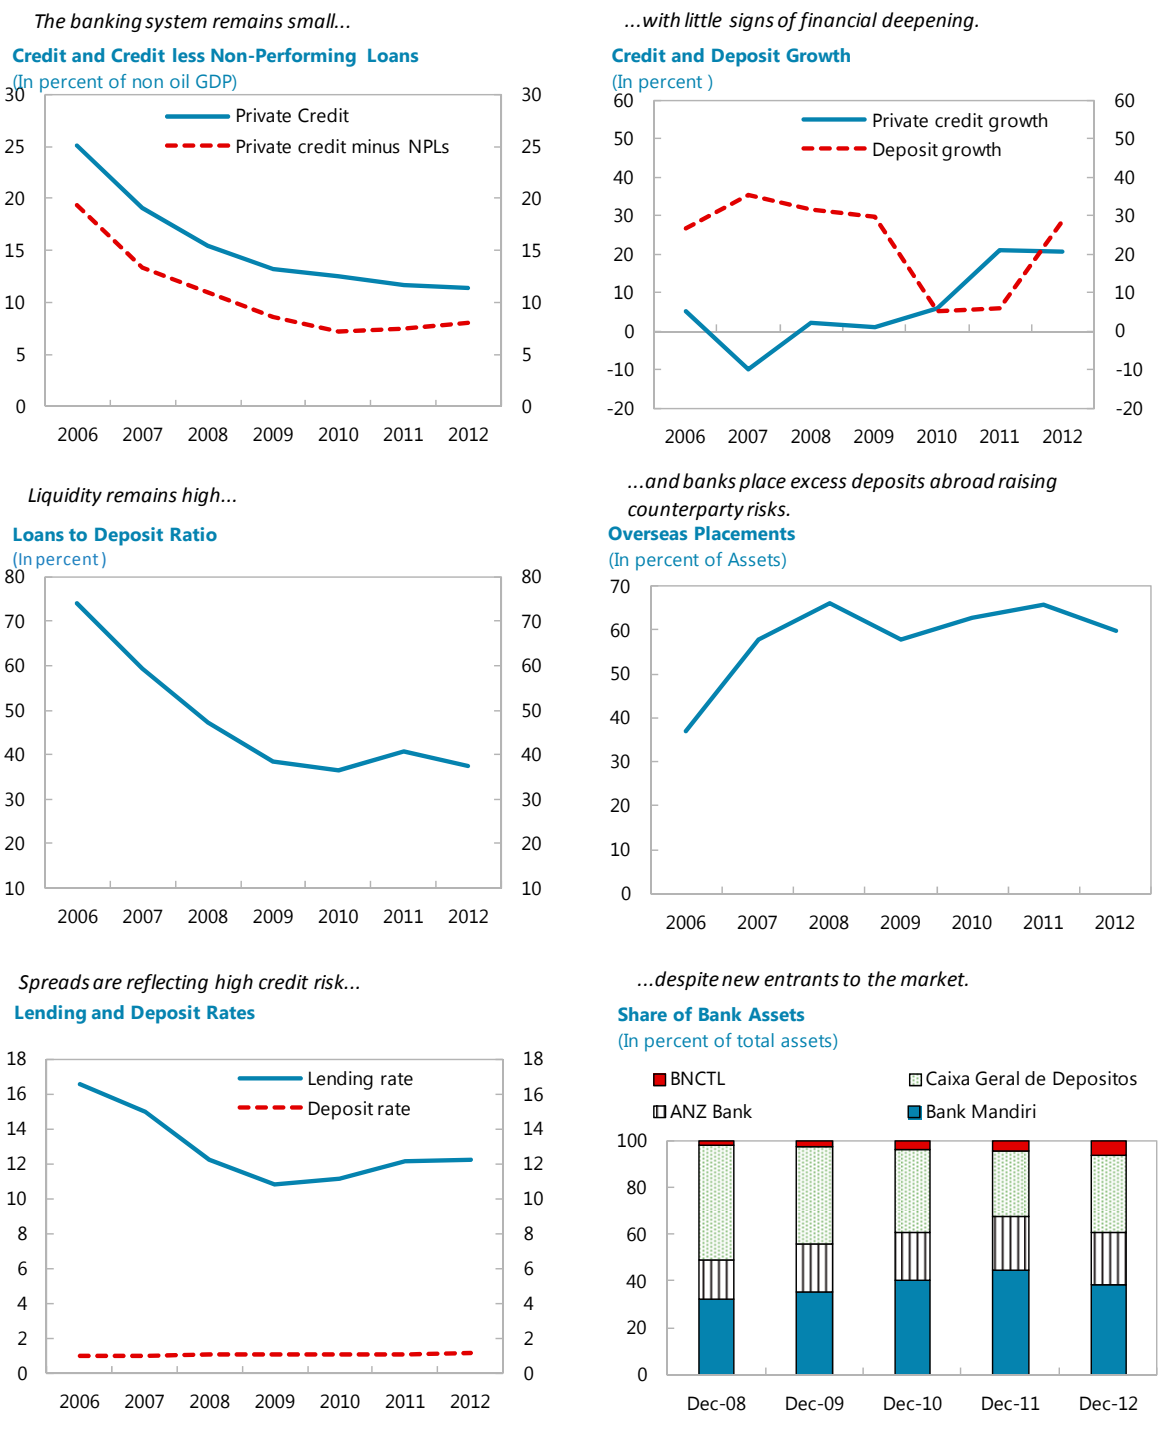 The banking system remains small...
Credit and Credit less Non-Performing Loans
(In percent of non oil GDP)
Private Credit
Private credit minus NPLs
30 30
25 25
20 20
15 15
10 10
5 5
0 0
2006 2007 2008 2009 2010 2011 2012
...with little signs of financial deepening.
Credit and Deposit Growth
(In percent )
Private credit growth
Deposit growth
60 60
50 50
40 40
30 30
20 20
10 10
0 0
-10 -10
-20 -20
2006 2007 2008 2009 2010 2011 2012
Liquidity remains high...
Loans to Deposit Ratio
(In percent )
80 80
70 70
60 60
50 50
40 40
30 30
20 20
10 10
2006 2007 2008 2009 2010 2011 2012
...and banks place excess deposits abroad raising
counterparty risks.
Overseas Placements
(In percent of Assets)
70
60
50
40
30
20
10
0
2006 2007 2008 2009 2010 2011 2012
Spreads are reflecting high credit risk...
Lending and Deposit Rates
Lending rate
Deposit rate
18 18
16 16
14 14
12 12
10 10
8 8
6 6
4 4
2 2
0 0
2006 2007 2008 2009 2010 2011 2012
...despite new entrants to the market.
Share of Bank Assets
(In percent of total assets)
BNCTL Caixa Geral de Depositos
ANZ Bank Bank Mandiri
100
80
60
40
20
0
Dec-08 Dec-09 Dec-10 Dec-11 Dec-12